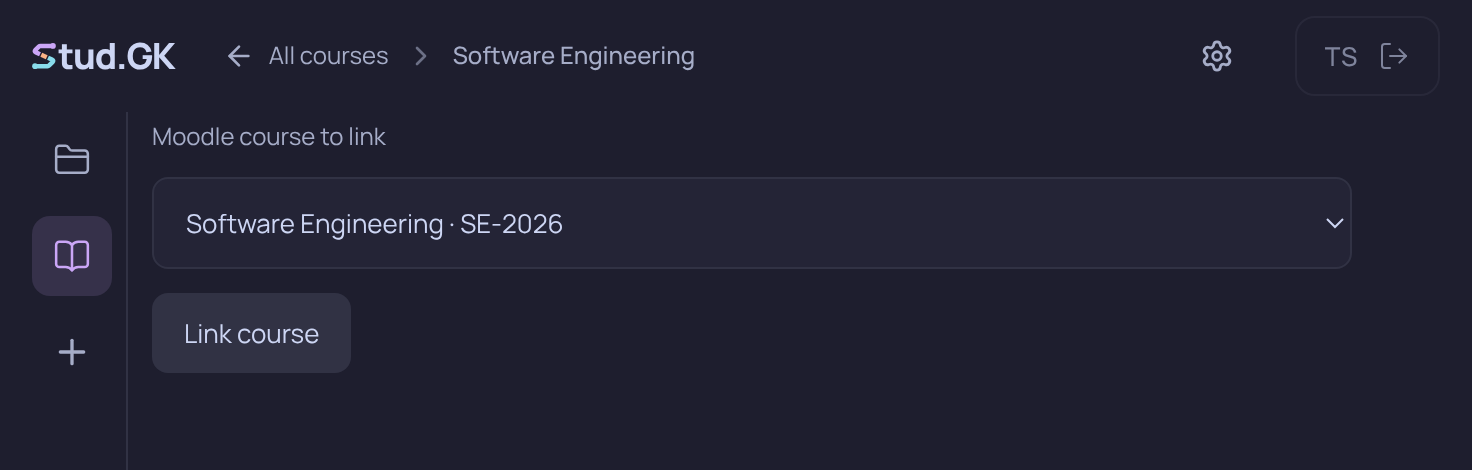 Stud.GK
All courses
Software Engineering
TS
Moodle course to link
Software Engineering · SE-2026
Link course